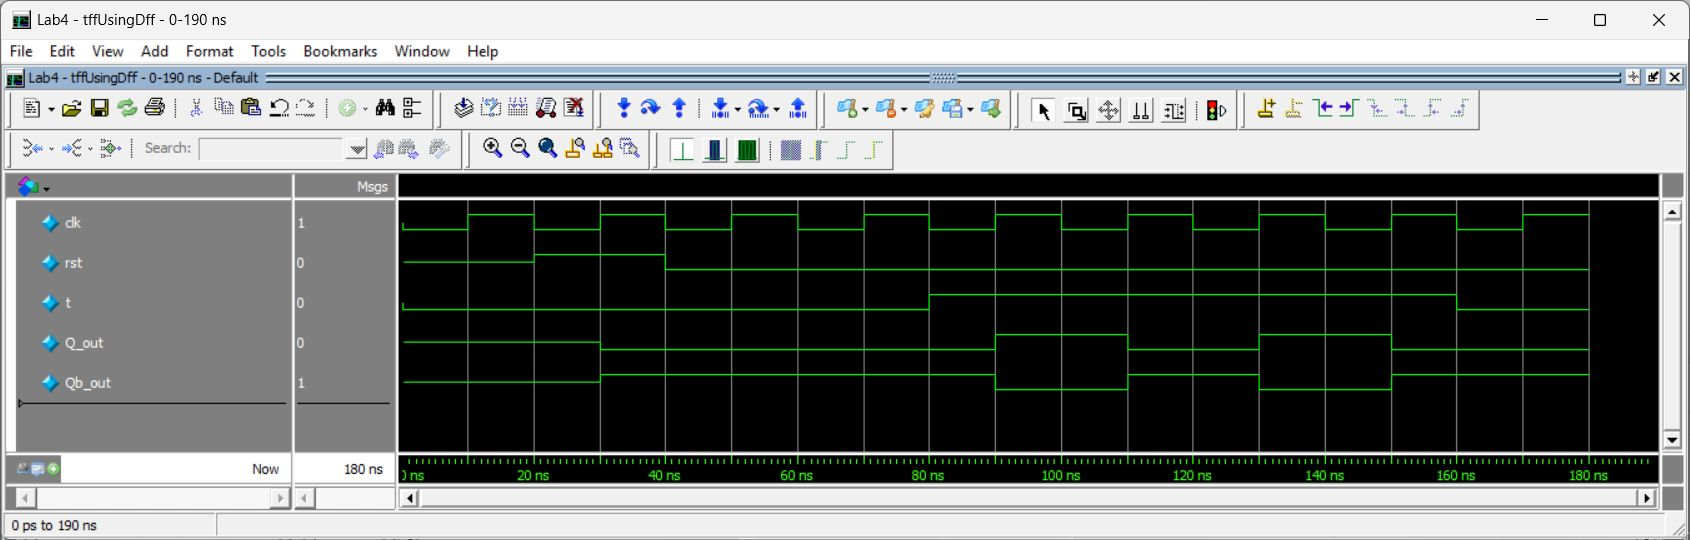 Lab4 - tffUsingDff - 0-190 ns
File Edit View Add Format Tools Bookmarks Window Help
Lab4 - tffUsingDff - 0-190 ns - Default
Search:
Msgs
clk 1
rst 0
t 0
Q_out 0
Qb_out 1
Now 180 ns
ns 20 ns 40 ns 60 ns 80 ns 100 ns 120 ns 140 ns 160 ns 180 ns
0 ps to 190 ns